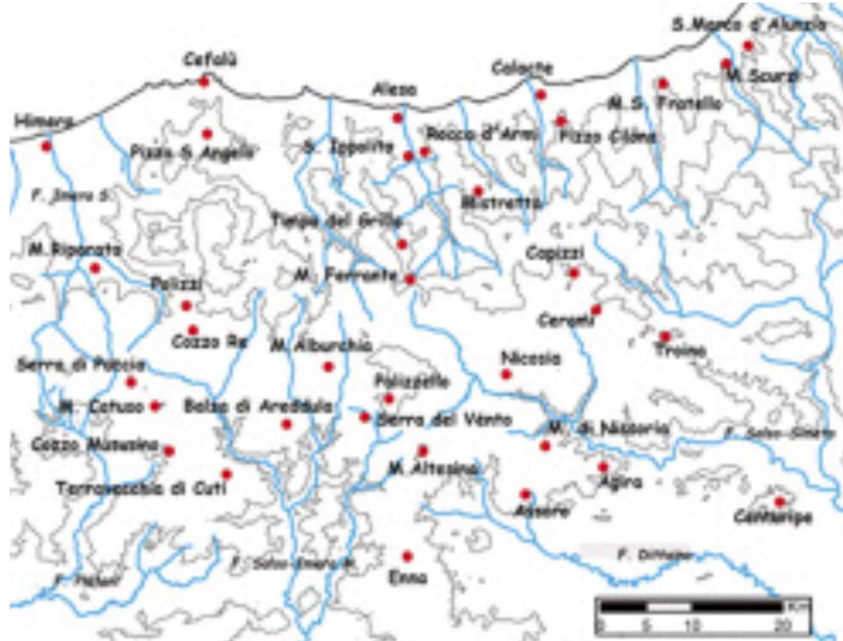 S. Marco d'Alunzio
Cefalù
Calacte
M. Scurzi
Alesa
M.S. Fratello
Himera
Rocca d'Armi
Pizzo Cilona
Pizzo S. Angelo
S. Ippolito
F. Imera S.
Mistretta
Timpa del Grillo
M. Riparato
Capizzi
M. Ferrante
Polizzi
Cerami
Cozzo Re
M. Alburchia
Troina
Serra di Puccia
Nicosia
Polizzello
M. Catuso
Balza di Areddula
Serra del Vento
M. di Nissoria
F. Salso-Simeto
Cozzo Mususino
M. Altesina
Agira
Terravecchia di Cuti
Assoro
Centuripe
F. Salso-Imera M.
Enna
F. Dittaino
F. Platani
Km
0 5 10 20